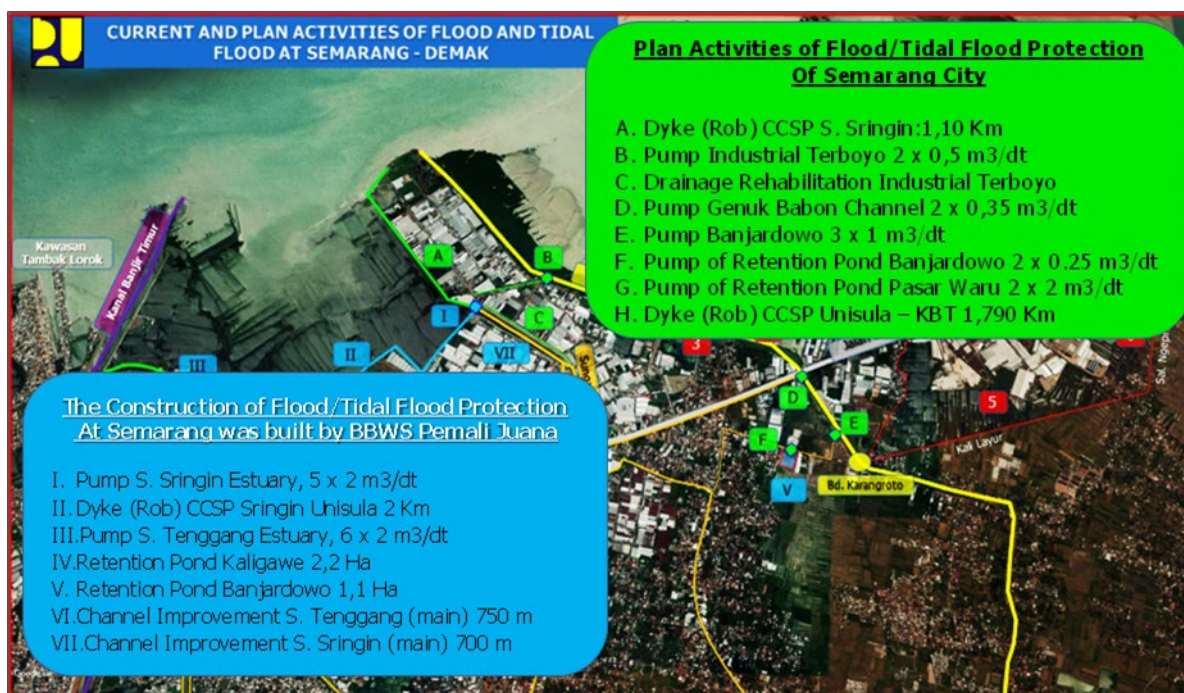 CURRENT AND PLAN ACTIVITIES OF FLOOD AND TIDAL
FLOOD AT SEMARANG - DEMAK
Plan Activities of Flood/Tidal Flood Protection
Of Semarang City
A. Dyke (Rob) CCSP S. Sringin:1,10 Km
B. Pump Industrial Terboyo 2 x 0,5 m3/dt
C. Drainage Rehabilitation Industrial Terboyo
D. Pump Genuk Babon Channel 2 x 0,35 m3/dt
E. Pump Banjardowo 3 x 1 m3/dt
F. Pump of Retention Pond Banjardowo 2 x 0.25 m3/dt
G. Pump of Retention Pond Pasar Waru 2 x 2 m3/dt
H. Dyke (Rob) CCSP Unisula – KBT 1,790 Km
Kawasan
Tambak Lorok
Kanal Banjir Timur
A
B
I
C
II
VII
III
3
D
5
E
F
V
Kali Layur
Bd. Karangroto
The Construction of Flood/Tidal Flood Protection
At Semarang was built by BBWS Pemali Juana
I. Pump S. Sringin Estuary, 5 x 2 m3/dt
II.Dyke (Rob) CCSP Sringin Unisula 2 Km
III.Pump S. Tenggang Estuary, 6 x 2 m3/dt
IV.Retention Pond Kaligawe 2,2 Ha
V. Retention Pond Banjardowo 1,1 Ha
VI.Channel Improvement S. Tenggang (main) 750 m
VII.Channel Improvement S. Sringin (main) 700 m